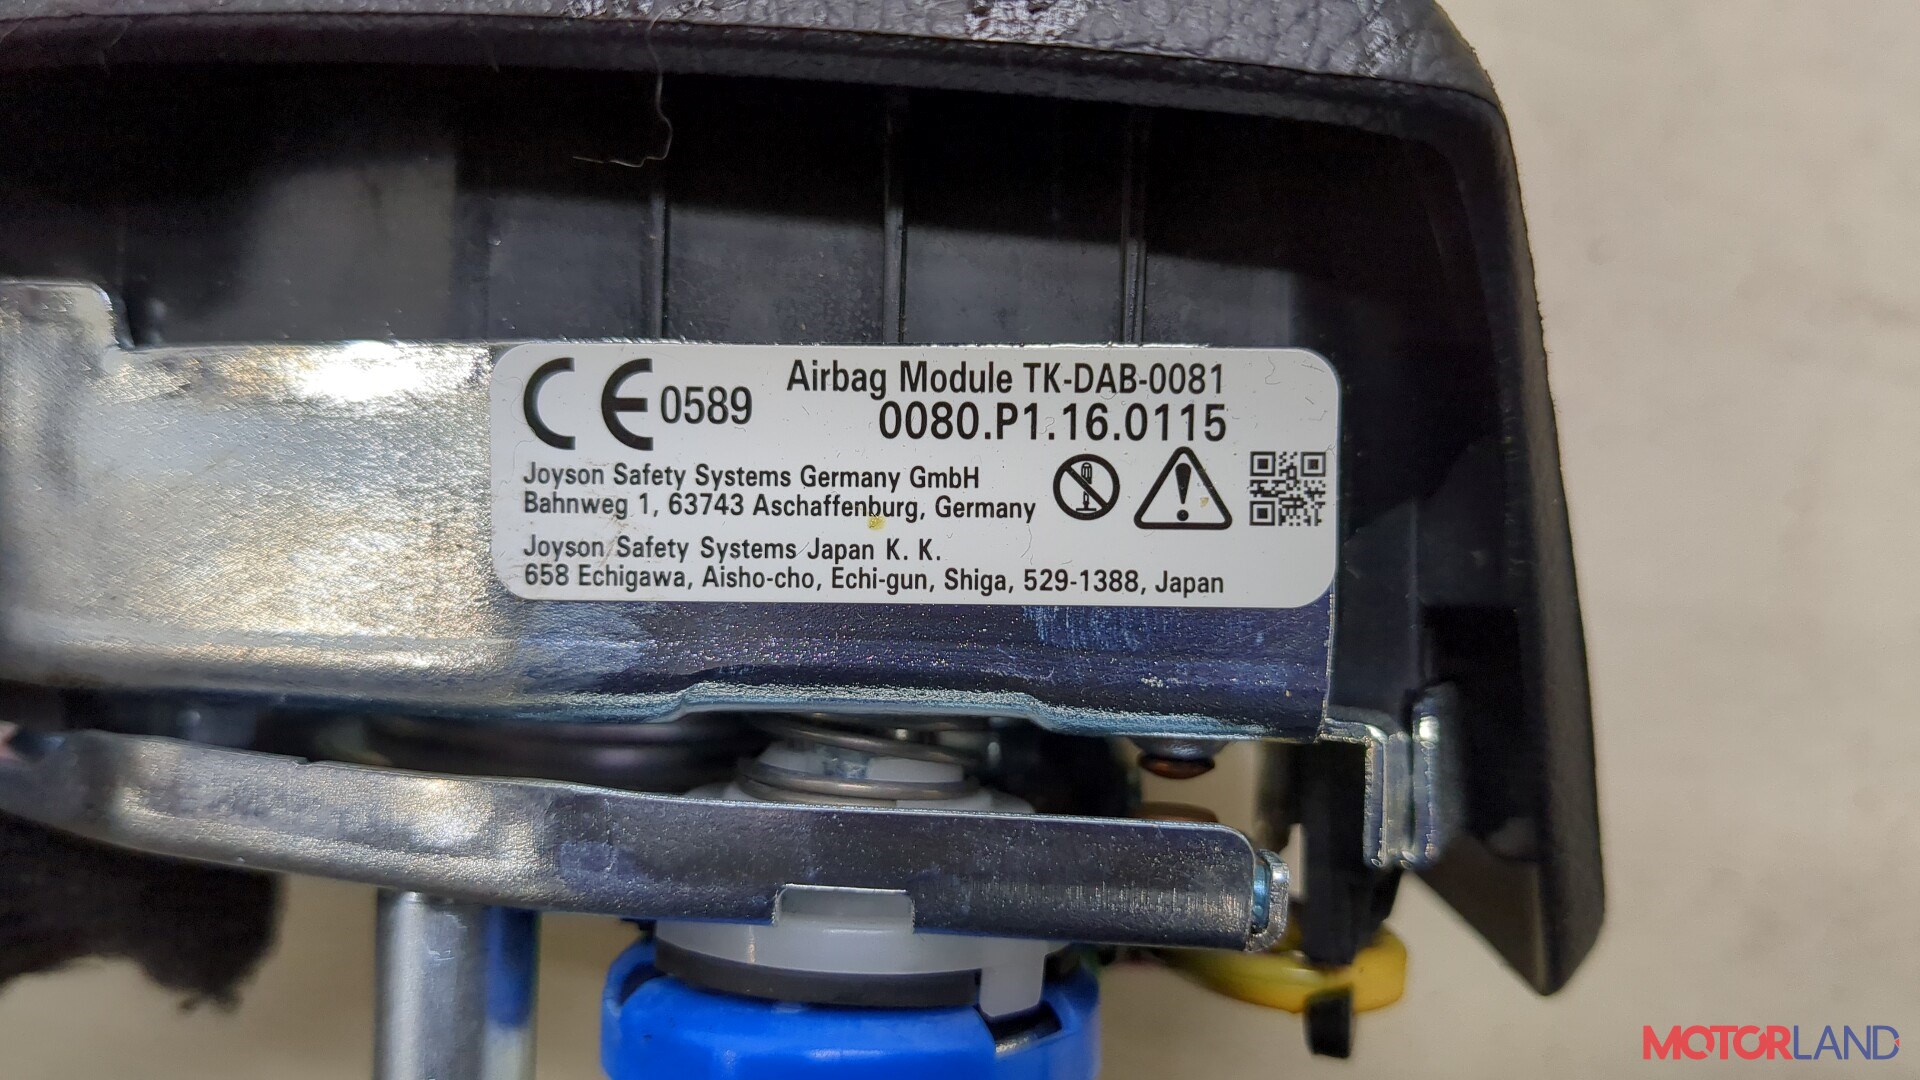 CE 0589
Airbag Module TK-DAB-0081
0080.P1.16.0115
Joyson Safety Systems Germany GmbH
Bahnweg 1, 63743 Aschaffenburg, Germany
Joyson Safety Systems Japan K. K.
658 Echigawa, Aisho-cho, Echi-gun, Shiga, 529-1388, Japan
MOTORLAND